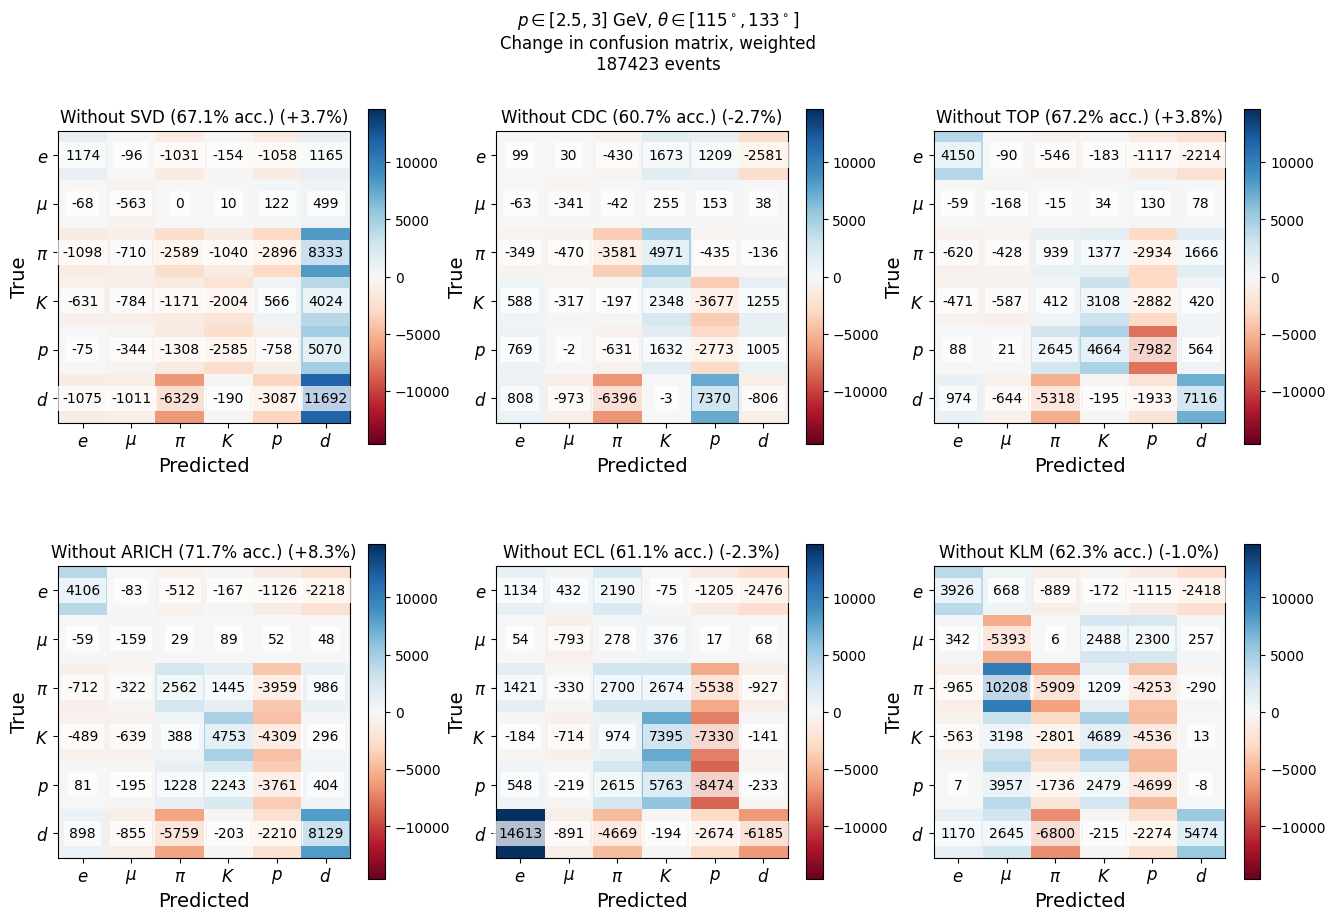 p ∈ [2.5, 3] GeV, θ ∈ [115°, 133°]
Change in confusion matrix, weighted
187423 events
Without SVD (67.1% acc.) (+3.7%)
e 1174 -96 -1031 -154 -1058 1165
μ -68 -563 0 10 122 499
π -1098 -710 -2589 -1040 -2896 8333
K -631 -784 -1171 -2004 566 4024
p -75 -344 -1308 -2585 -758 5070
d -1075 -1011 -6329 -190 -3087 11692
e μ π K p d
Predicted
True
10000
5000
0
−5000
−10000
Without CDC (60.7% acc.) (-2.7%)
e 99 30 -430 1673 1209 -2581
μ -63 -341 -42 255 153 38
π -349 -470 -3581 4971 -435 -136
K 588 -317 -197 2348 -3677 1255
p 769 -2 -631 1632 -2773 1005
d 808 -973 -6396 -3 7370 -806
e μ π K p d
Predicted
True
10000
5000
0
−5000
−10000
Without TOP (67.2% acc.) (+3.8%)
e 4150 -90 -546 -183 -1117 -2214
μ -59 -168 -15 34 130 78
π -620 -428 939 1377 -2934 1666
K -471 -587 412 3108 -2882 420
p 88 21 2645 4664 -7982 564
d 974 -644 -5318 -195 -1933 7116
e μ π K p d
Predicted
True
10000
5000
0
−5000
−10000
Without ARICH (71.7% acc.) (+8.3%)
e 4106 -83 -512 -167 -1126 -2218
μ -59 -159 29 89 52 48
π -712 -322 2562 1445 -3959 986
K -489 -639 388 4753 -4309 296
p 81 -195 1228 2243 -3761 404
d 898 -855 -5759 -203 -2210 8129
e μ π K p d
Predicted
True
10000
5000
0
−5000
−10000
Without ECL (61.1% acc.) (-2.3%)
e 1134 432 2190 -75 -1205 -2476
μ 54 -793 278 376 17 68
π 1421 -330 2700 2674 -5538 -927
K -184 -714 974 7395 -7330 -141
p 548 -219 2615 5763 -8474 -233
d 14613 -891 -4669 -194 -2674 -6185
e μ π K p d
Predicted
True
10000
5000
0
−5000
−10000
Without KLM (62.3% acc.) (-1.0%)
e 3926 668 -889 -172 -1115 -2418
μ 342 -5393 6 2488 2300 257
π -965 10208 -5909 1209 -4253 -290
K -563 3198 -2801 4689 -4536 13
p 7 3957 -1736 2479 -4699 -8
d 1170 2645 -6800 -215 -2274 5474
e μ π K p d
Predicted
True
10000
5000
0
−5000
−10000